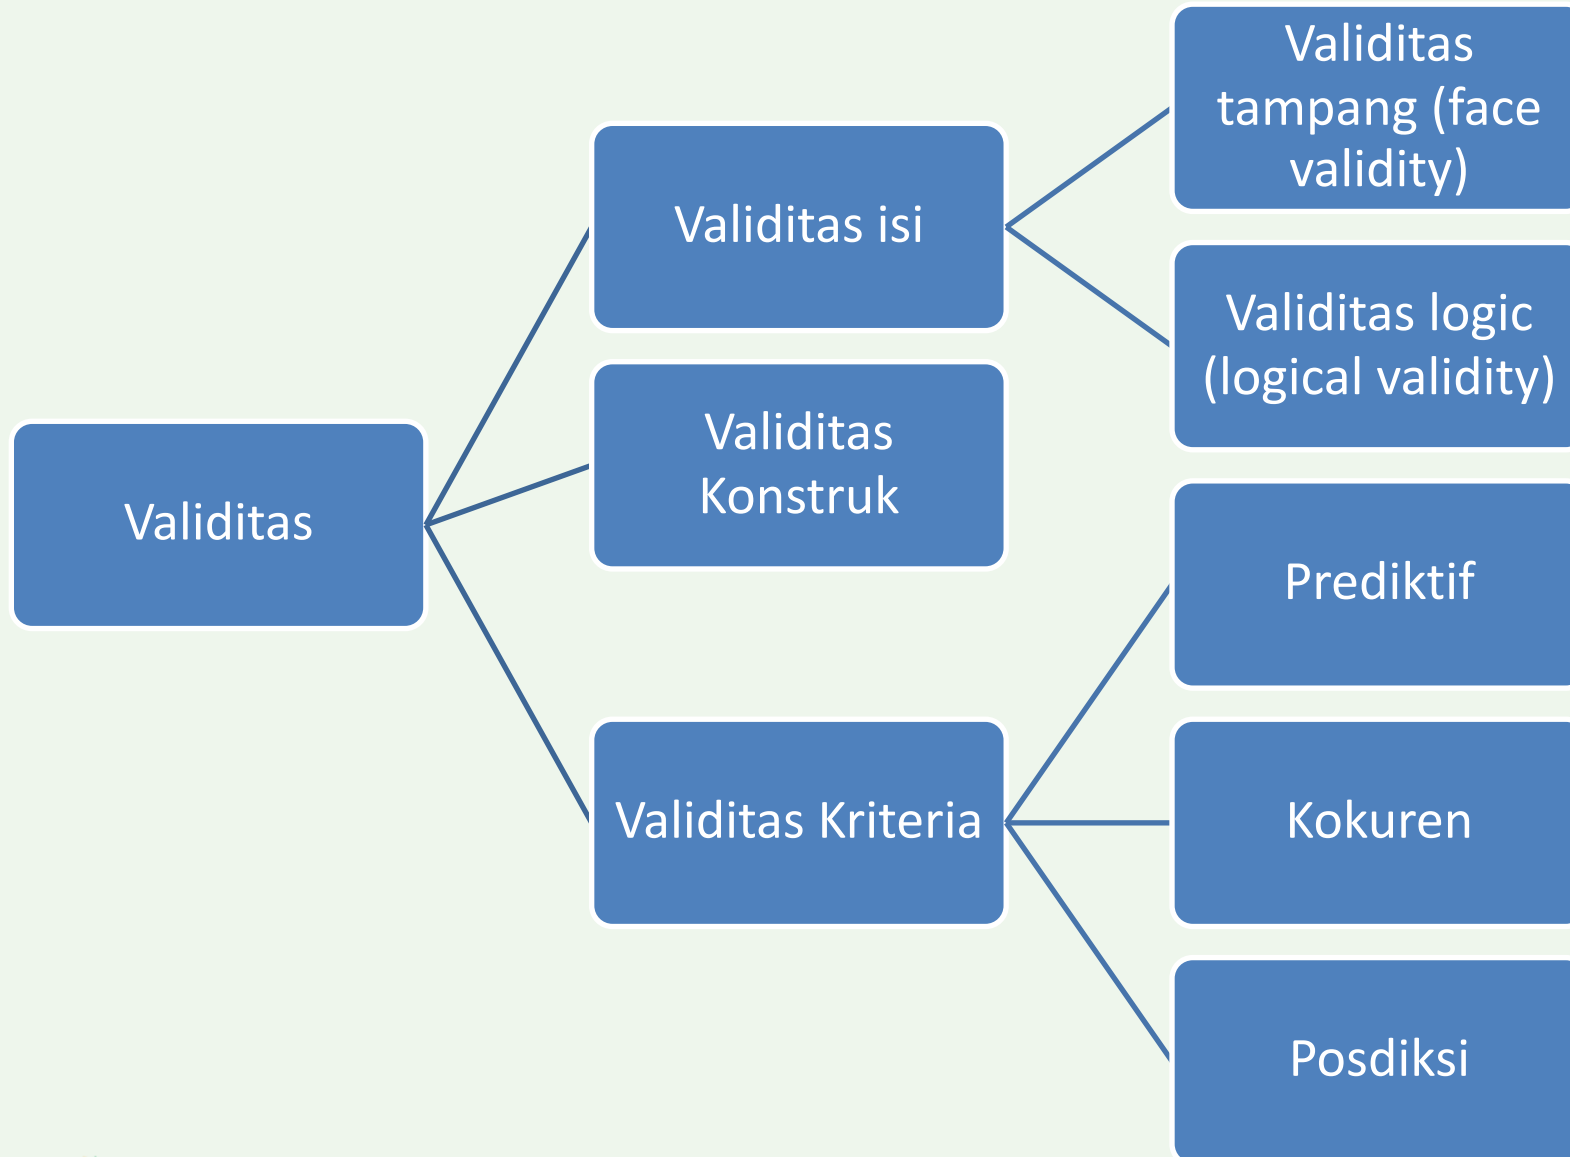 Validitas
Validitas isi
Validitas
tampang (face
validity)
Validitas logic
(logical validity)
Validitas
Konstruk
Validitas Kriteria
Prediktif
Kokuren
Posdiksi